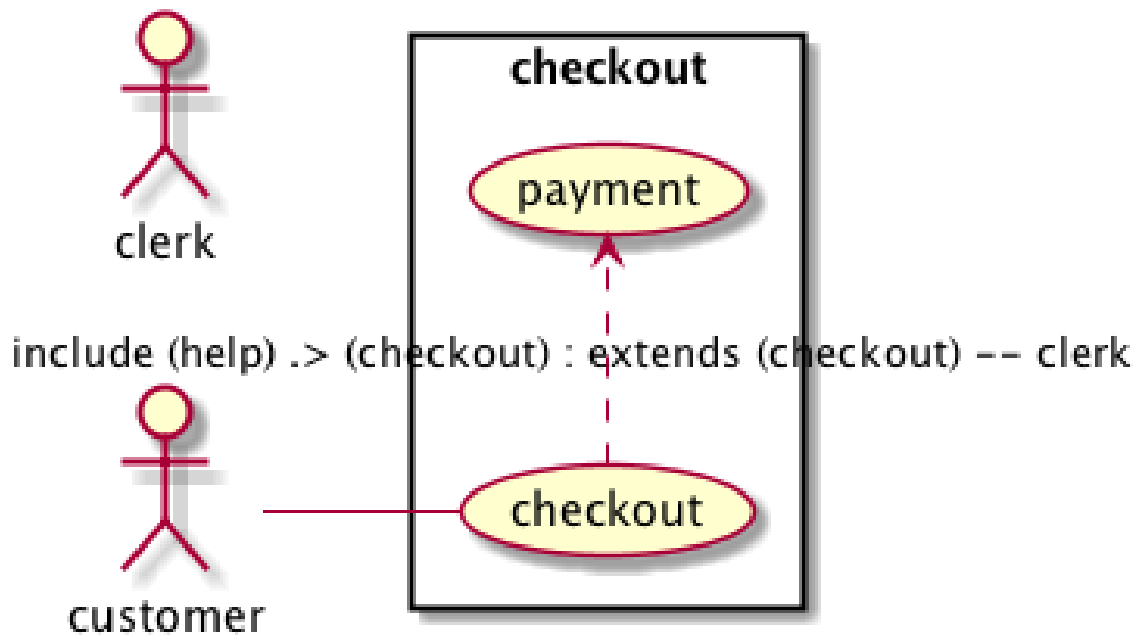 checkout
payment
clerk
include (help) .> (checkout) : extends (checkout) -- clerk
checkout
customer